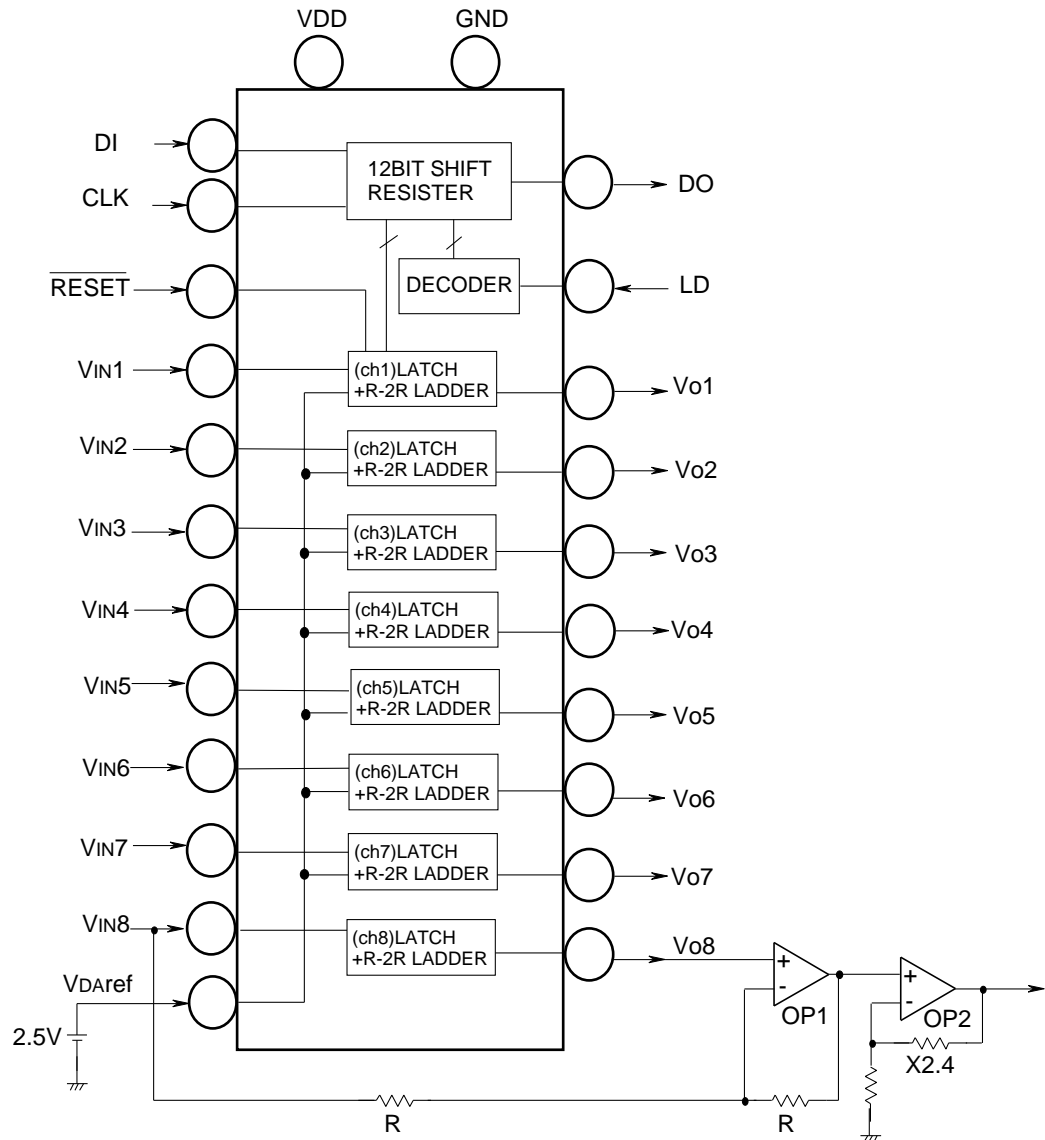 VDD
GND
DI
12BIT SHIFT
RESISTER
DO
CLK
RESET
DECODER
LD
VIN1
(ch1)LATCH
+R-2R LADDER
Vo1
VIN2
(ch2)LATCH
+R-2R LADDER
Vo2
VIN3
(ch3)LATCH
+R-2R LADDER
Vo3
VIN4
(ch4)LATCH
+R-2R LADDER
Vo4
VIN5
(ch5)LATCH
+R-2R LADDER
Vo5
VIN6
(ch6)LATCH
+R-2R LADDER
Vo6
VIN7
(ch7)LATCH
+R-2R LADDER
Vo7
VIN8
(ch8)LATCH
+R-2R LADDER
Vo8
+
-
OP1
+
-
OP2
VDAref
2.5V
X2.4
R
R